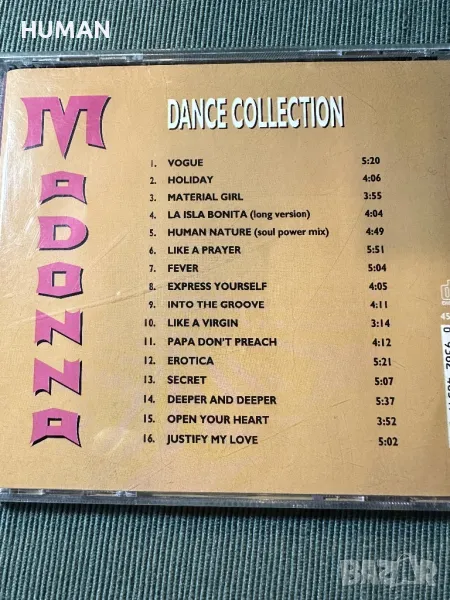 HUMAN
MADONNA
DANCE COLLECTION
1. VOGUE 5:20
2. HOLIDAY 4:06
3. MATERIAL GIRL 3:55
4. LA ISLA BONITA (long version) 4:04
5. HUMAN NATURE (soul power mix) 4:49
6. LIKE A PRAYER 5:51
7. FEVER 5:04
8. EXPRESS YOURSELF 4:05
9. INTO THE GROOVE 4:11
10. LIKE A VIRGIN 3:14
11. PAPA DON'T PREACH 4:12
12. EROTICA 5:21
13. SECRET 5:07
14. DEEPER AND DEEPER 5:37
15. OPEN YOUR HEART 3:52
16. JUSTIFY MY LOVE 5:02
BAZAR